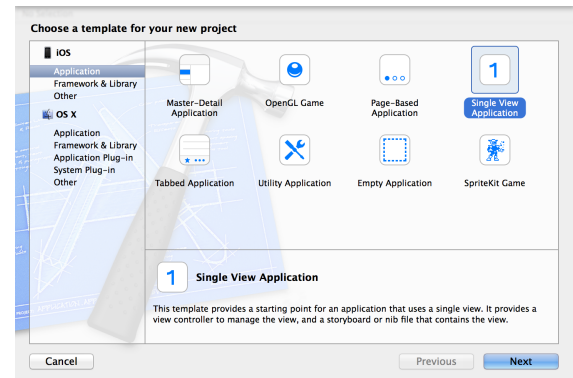 Choose a template for your new project
iOS
Application
Framework & Library
Other
OS X
Application
Framework & Library
Application Plug-in
System Plug-in
Other
Master-Detail
Application
OpenGL Game
Page-Based
Application
1
Single View
Application
Tabbed Application
Utility Application
Empty Application
SpriteKit Game
1
Single View Application
This template provides a starting point for an application that uses a single view. It provides a
view controller to manage the view, and a storyboard or nib file that contains the view.
Cancel
Previous
Next